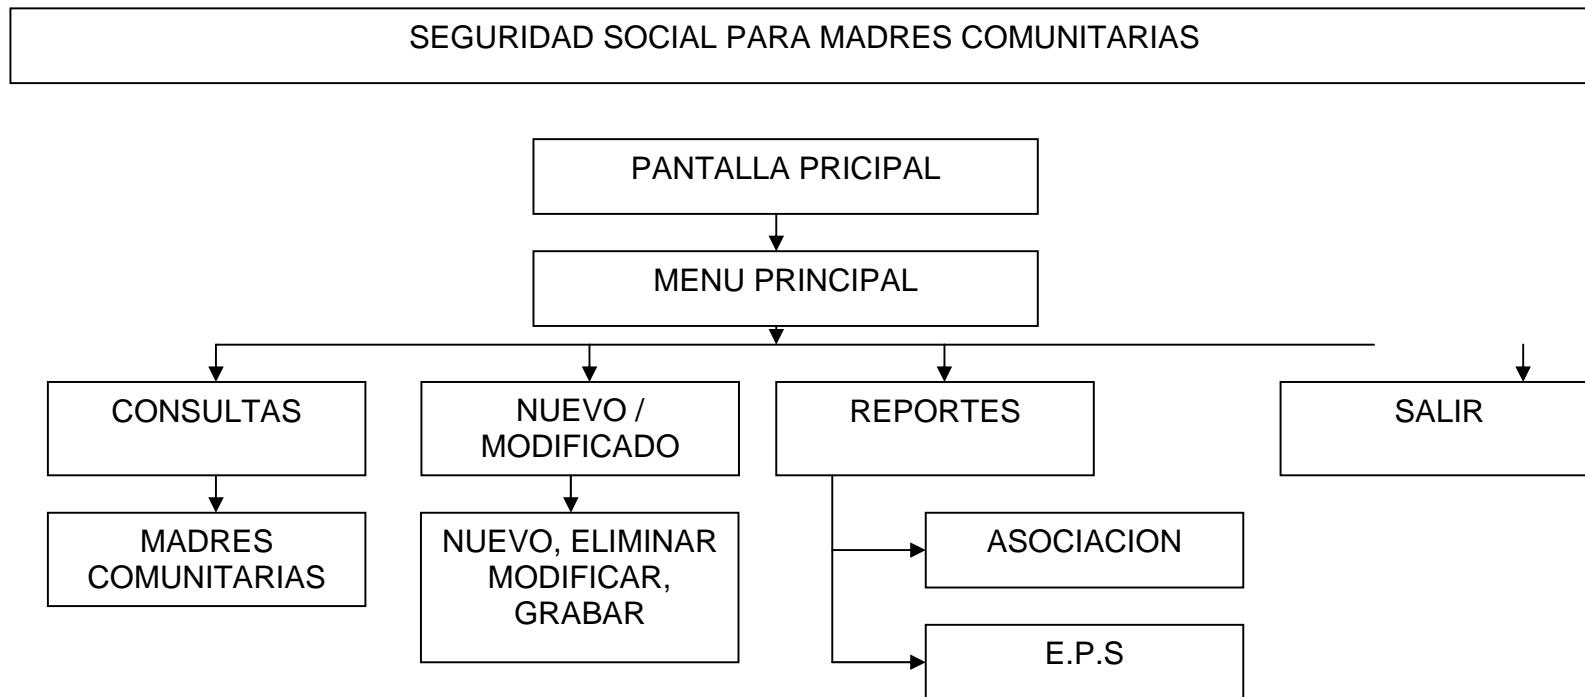 SEGURIDAD SOCIAL PARA MADRES COMUNITARIAS
PANTALLA PRICIPAL
MENU PRINCIPAL
CONSULTAS
NUEVO /
MODIFICADO
REPORTES
SALIR
MADRES
COMUNITARIAS
NUEVO, ELIMINAR
MODIFICAR,
GRABAR
ASOCIACION
E.P.S